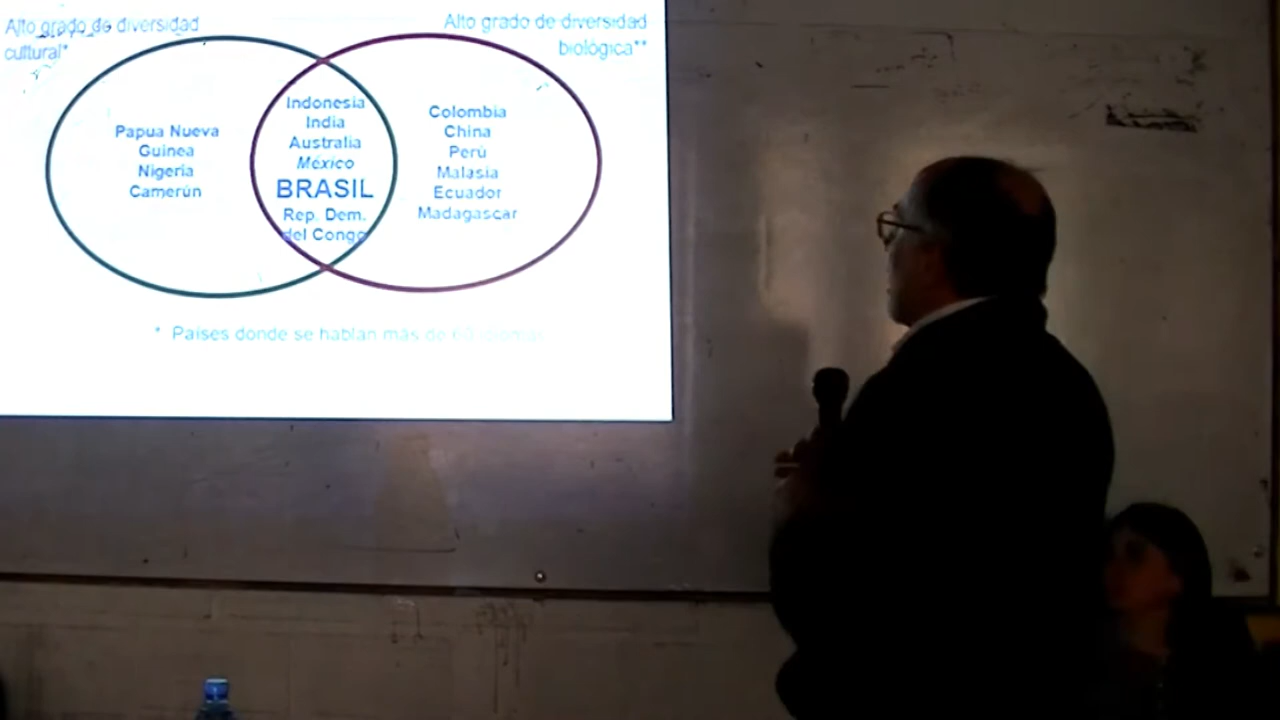 Alto grado de diversidad
cultural*
Alto grado de diversidad
biológica**
Papua Nueva
Guinea
Nigeria
Camerún
Indonesia
India
Australia
México
BRASIL
Rep. Dem.
del Congo
Colombia
China
Perú
Malasia
Ecuador
Madagascar
* Países donde se hablan más de